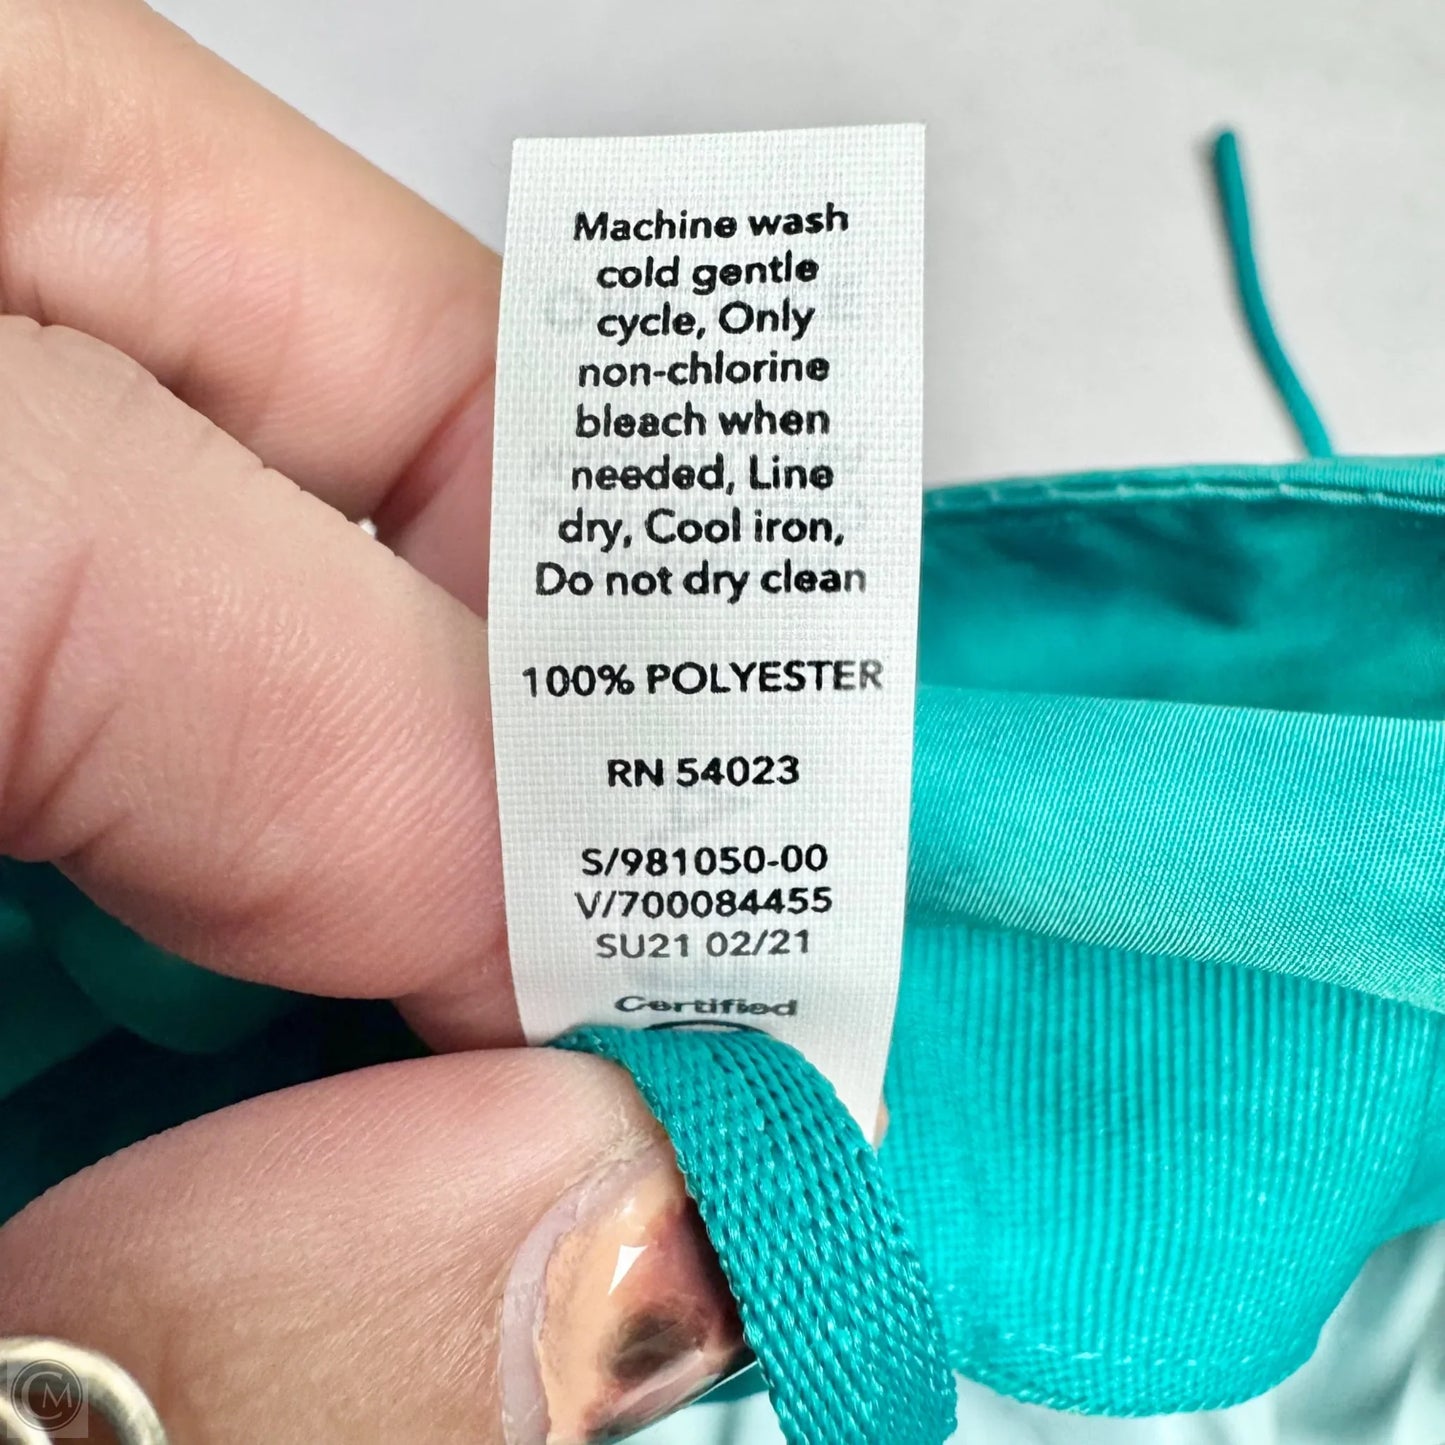 Machine wash
cold gentle
cycle, Only
non-chlorine
bleach when
needed, Line
dry, Cool iron,
Do not dry clean
100% POLYESTER
RN 54023
S/981050-00
V/700084455
SU21 02/21
Certified
CM